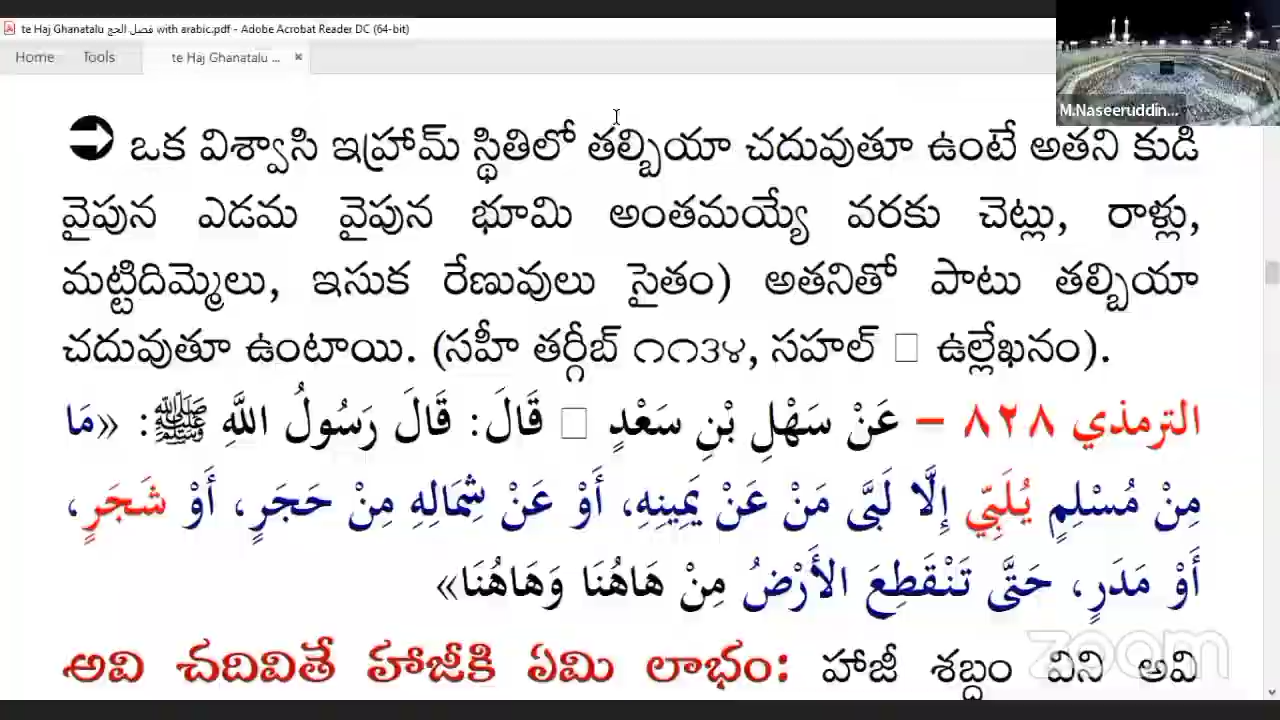 te Haj Ghanatalu فضل الحج with arabic.pdf - Adobe Acrobat Reader DC (64-bit)
Home Tools te Haj Ghanatalu ... ×
M.Naseeruddin...
ఒక విశ్వాసి ఇహ్రామ్ స్థితిలో తల్బియా చదువుతూ ఉంటే అతని కుడి
వైపున ఎడమ వైపున భూమి అంతమయ్యే వరకు చెట్లు, రాళ్లు,
మట్టిదిమ్మెలు, ఇసుక రేణువులు సైతం) అతనితో పాటు తల్బియా
చదువుతూ ఉంటాయి. (సహీ తర్గీబ్ ౧౧౩౪, సహల్ □ ఉల్లేఖనం).
الترمذي ٨٢٨ – عَنْ سَهْلِ بْنِ سَعْدٍ □ قَالَ: قَالَ رَسُولُ اللَّهِ ﷺ: «مَا
مِنْ مُسْلِمٍ يُلَبِّي إِلَّا لَبَّى مَنْ عَنْ يَمِينِهِ، أَوْ عَنْ شِمَالِهِ مِنْ حَجَرٍ، أَوْ شَجَرٍ،
أَوْ مَدَرٍ، حَتَّى تَنْقَطِعَ الأَرْضُ مِنْ هَاهُنَا وَهَاهُنَا»
అవి చదివితే హాజీకి ఏమి లాభం: హాజీ శబ్దం విని అవి
zoom